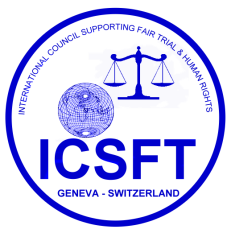 INTERNATIONAL COUNCIL SUPPORTING FAIR TRIAL & HUMAN RIGHTS
ICSFT
GENEVA - SWITZERLAND